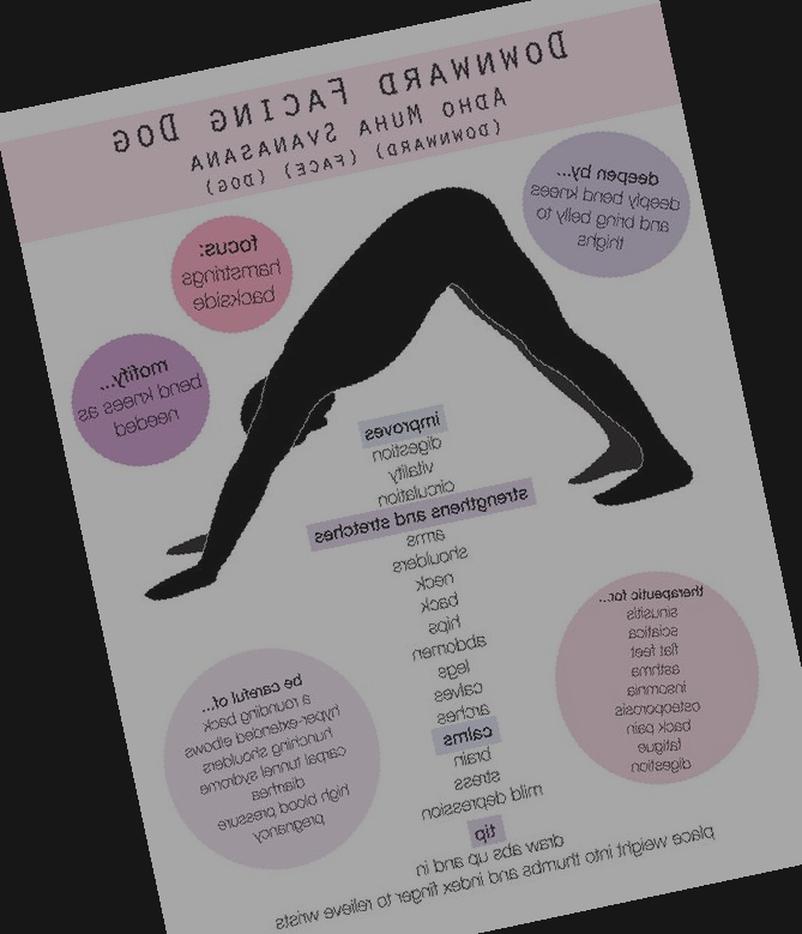 DOWNWARD FACING DOG
ADHO MUHA SVANASANA
(DOWNWARD) (FACE) (DOG)
deepen by...
deeply bend knees
and bring belly to
thighs
focus:
hamstrings
backside
motify...
bend knees as
needed
improves
digestion
vitality
circulation
strengthens and stretches
arms
shoulders
neck
back
hips
abdomen
legs
calves
arches
calms
brain
stress
mild depression
tip
draw abs up and in
place weight into thumbs and index finger to relieve wrists
therapeutic for...
sinusitis
sciatica
flat feet
asthma
insomnia
osteoporosis
back pain
fatigue
digestion
be careful of...
a rounding back
hyper-extended elbows
hunching shoulders
carpal tunnel sydrome
diarrhea
high blood pressure
pregnancy